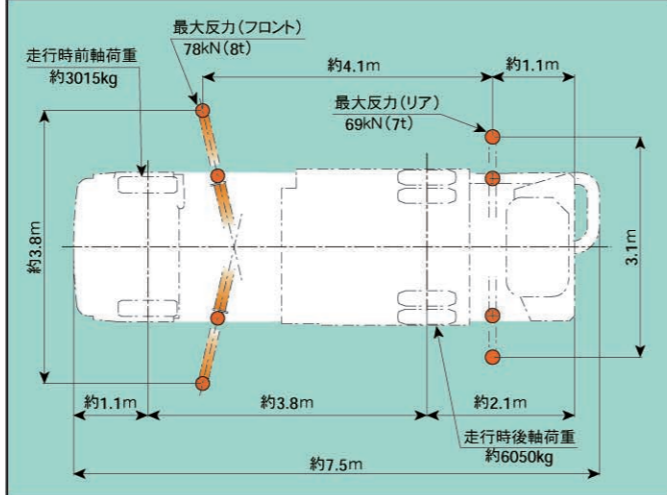 最大反力(フロント)
78kN(8t)
走行時前軸荷重
約3015kg
約4.1m
約1.1m
最大反力(リア)
69kN(7t)
約3.8m
3.1m
約1.1m
約3.8m
約2.1m
走行時後軸荷重
約6050kg
約7.5m